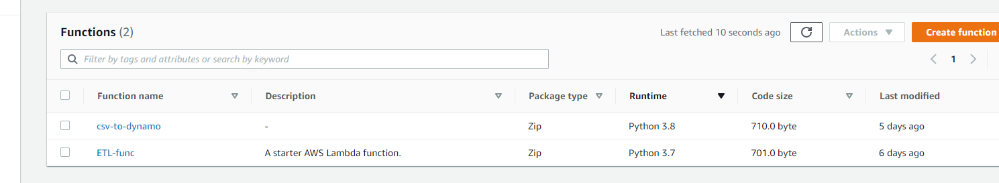 Functions (2)
Last fetched 10 seconds ago
Actions
Create function
Filter by tags and attributes or search by keyword
1
Function name Description Package type Runtime Code size Last modified
csv-to-dynamo - Zip Python 3.8 710.0 byte 5 days ago
ETL-func A starter AWS Lambda function. Zip Python 3.7 701.0 byte 6 days ago